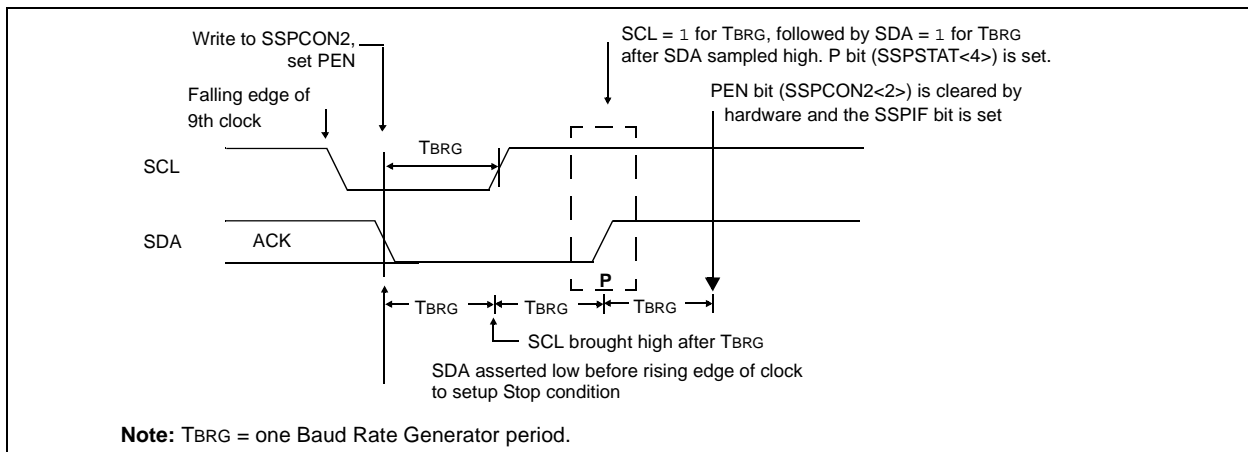 Write to SSPCON2,
set PEN
SCL = 1 for TBRG, followed by SDA = 1 for TBRG
after SDA sampled high. P bit (SSPSTAT<4>) is set.
Falling edge of
9th clock
PEN bit (SSPCON2<2>) is cleared by
hardware and the SSPIF bit is set
TBRG
SCL
SDA
ACK
P
TBRG
TBRG
TBRG
SCL brought high after TBRG
SDA asserted low before rising edge of clock
to setup Stop condition
Note: TBRG = one Baud Rate Generator period.